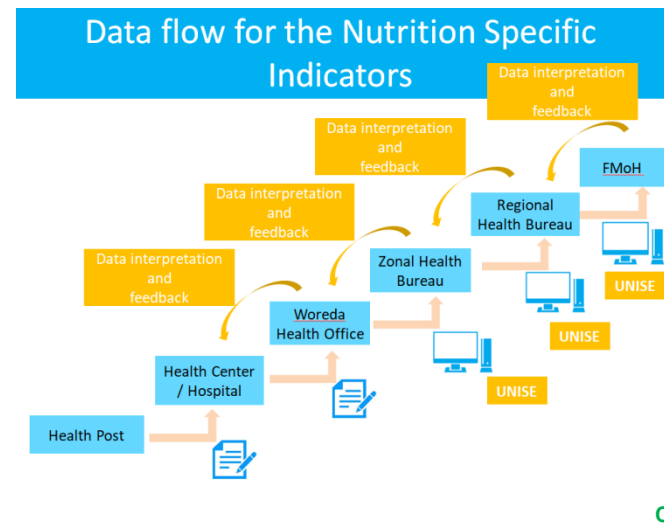 Data flow for the Nutrition Specific
Indicators
Data interpretation
and
feedback
Data interpretation
and
feedback
Data interpretation
and
feedback
Data interpretation
and
feedback
FMoH
Regional
Health Bureau
Zonal Health
Bureau
Woreda
Health Office
Health Center
/ Hospital
Health Post
UNISE
UNISE
UNISE